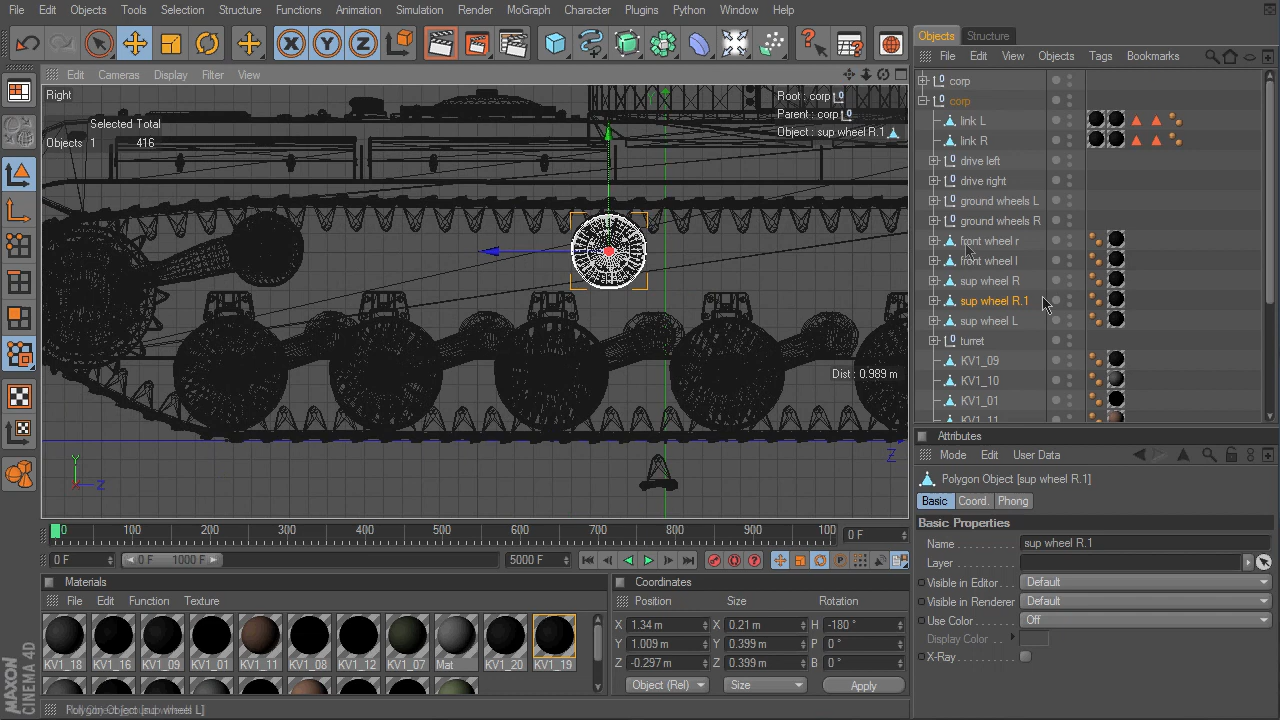 File Edit Objects Tools Selection Structure Functions Animation Simulation Render MoGraph Character Plugins Python Window Help
Edit Cameras Display Filter View
Right
Selected Total
Objects 1 416
Root : corp
Parent : corp
Object : sup wheel R.1
Dist : 0.989 m
Y
Z
Z
Objects Structure
File Edit View Objects Tags Bookmarks
corp
corp
link L
link R
drive left
drive right
ground wheels L
ground wheels R
front wheel r
front wheel l
sup wheel R
sup wheel R.1
sup wheel L
turret
KV1_09
KV1_10
KV1_01
KV1_11
Attributes
Mode Edit User Data
Polygon Object [sup wheel R.1]
Basic Coord. Phong
Basic Properties
Name sup wheel R.1
Layer
Visible in Editor Default
Visible in Renderer Default
Use Color Off
Display Color
X-Ray
0 100 200 300 400 500 600 700 800 900 100 0 F
0 F 0 F 1000 F 5000 F
Materials
File Edit Function Texture
KV1_18 KV1_16 KV1_09 KV1_01 KV1_11 KV1_08 KV1_12 KV1_07 Mat KV1_20 KV1_19
Coordinates
Position Size Rotation
X 1.34 m X 0.21 m H -180 °
Y 1.009 m Y 0.399 m P 0 °
Z -0.297 m Z 0.399 m B 0 °
Object (Rel) Size Apply
MAXON
CINEMA 4D